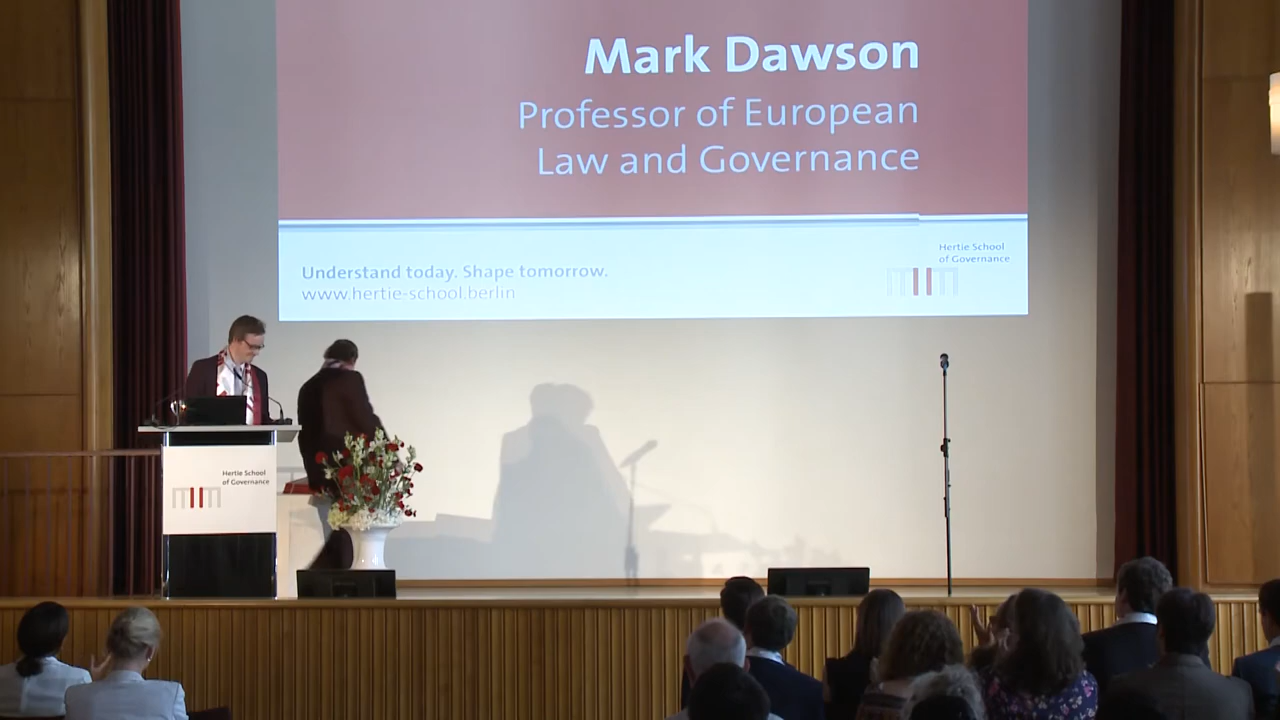 Mark Dawson
Professor of European
Law and Governance
Hertie School
of Governance
Understand today. Shape tomorrow.
www.hertie-school.berlin
Hertie School
of Governance